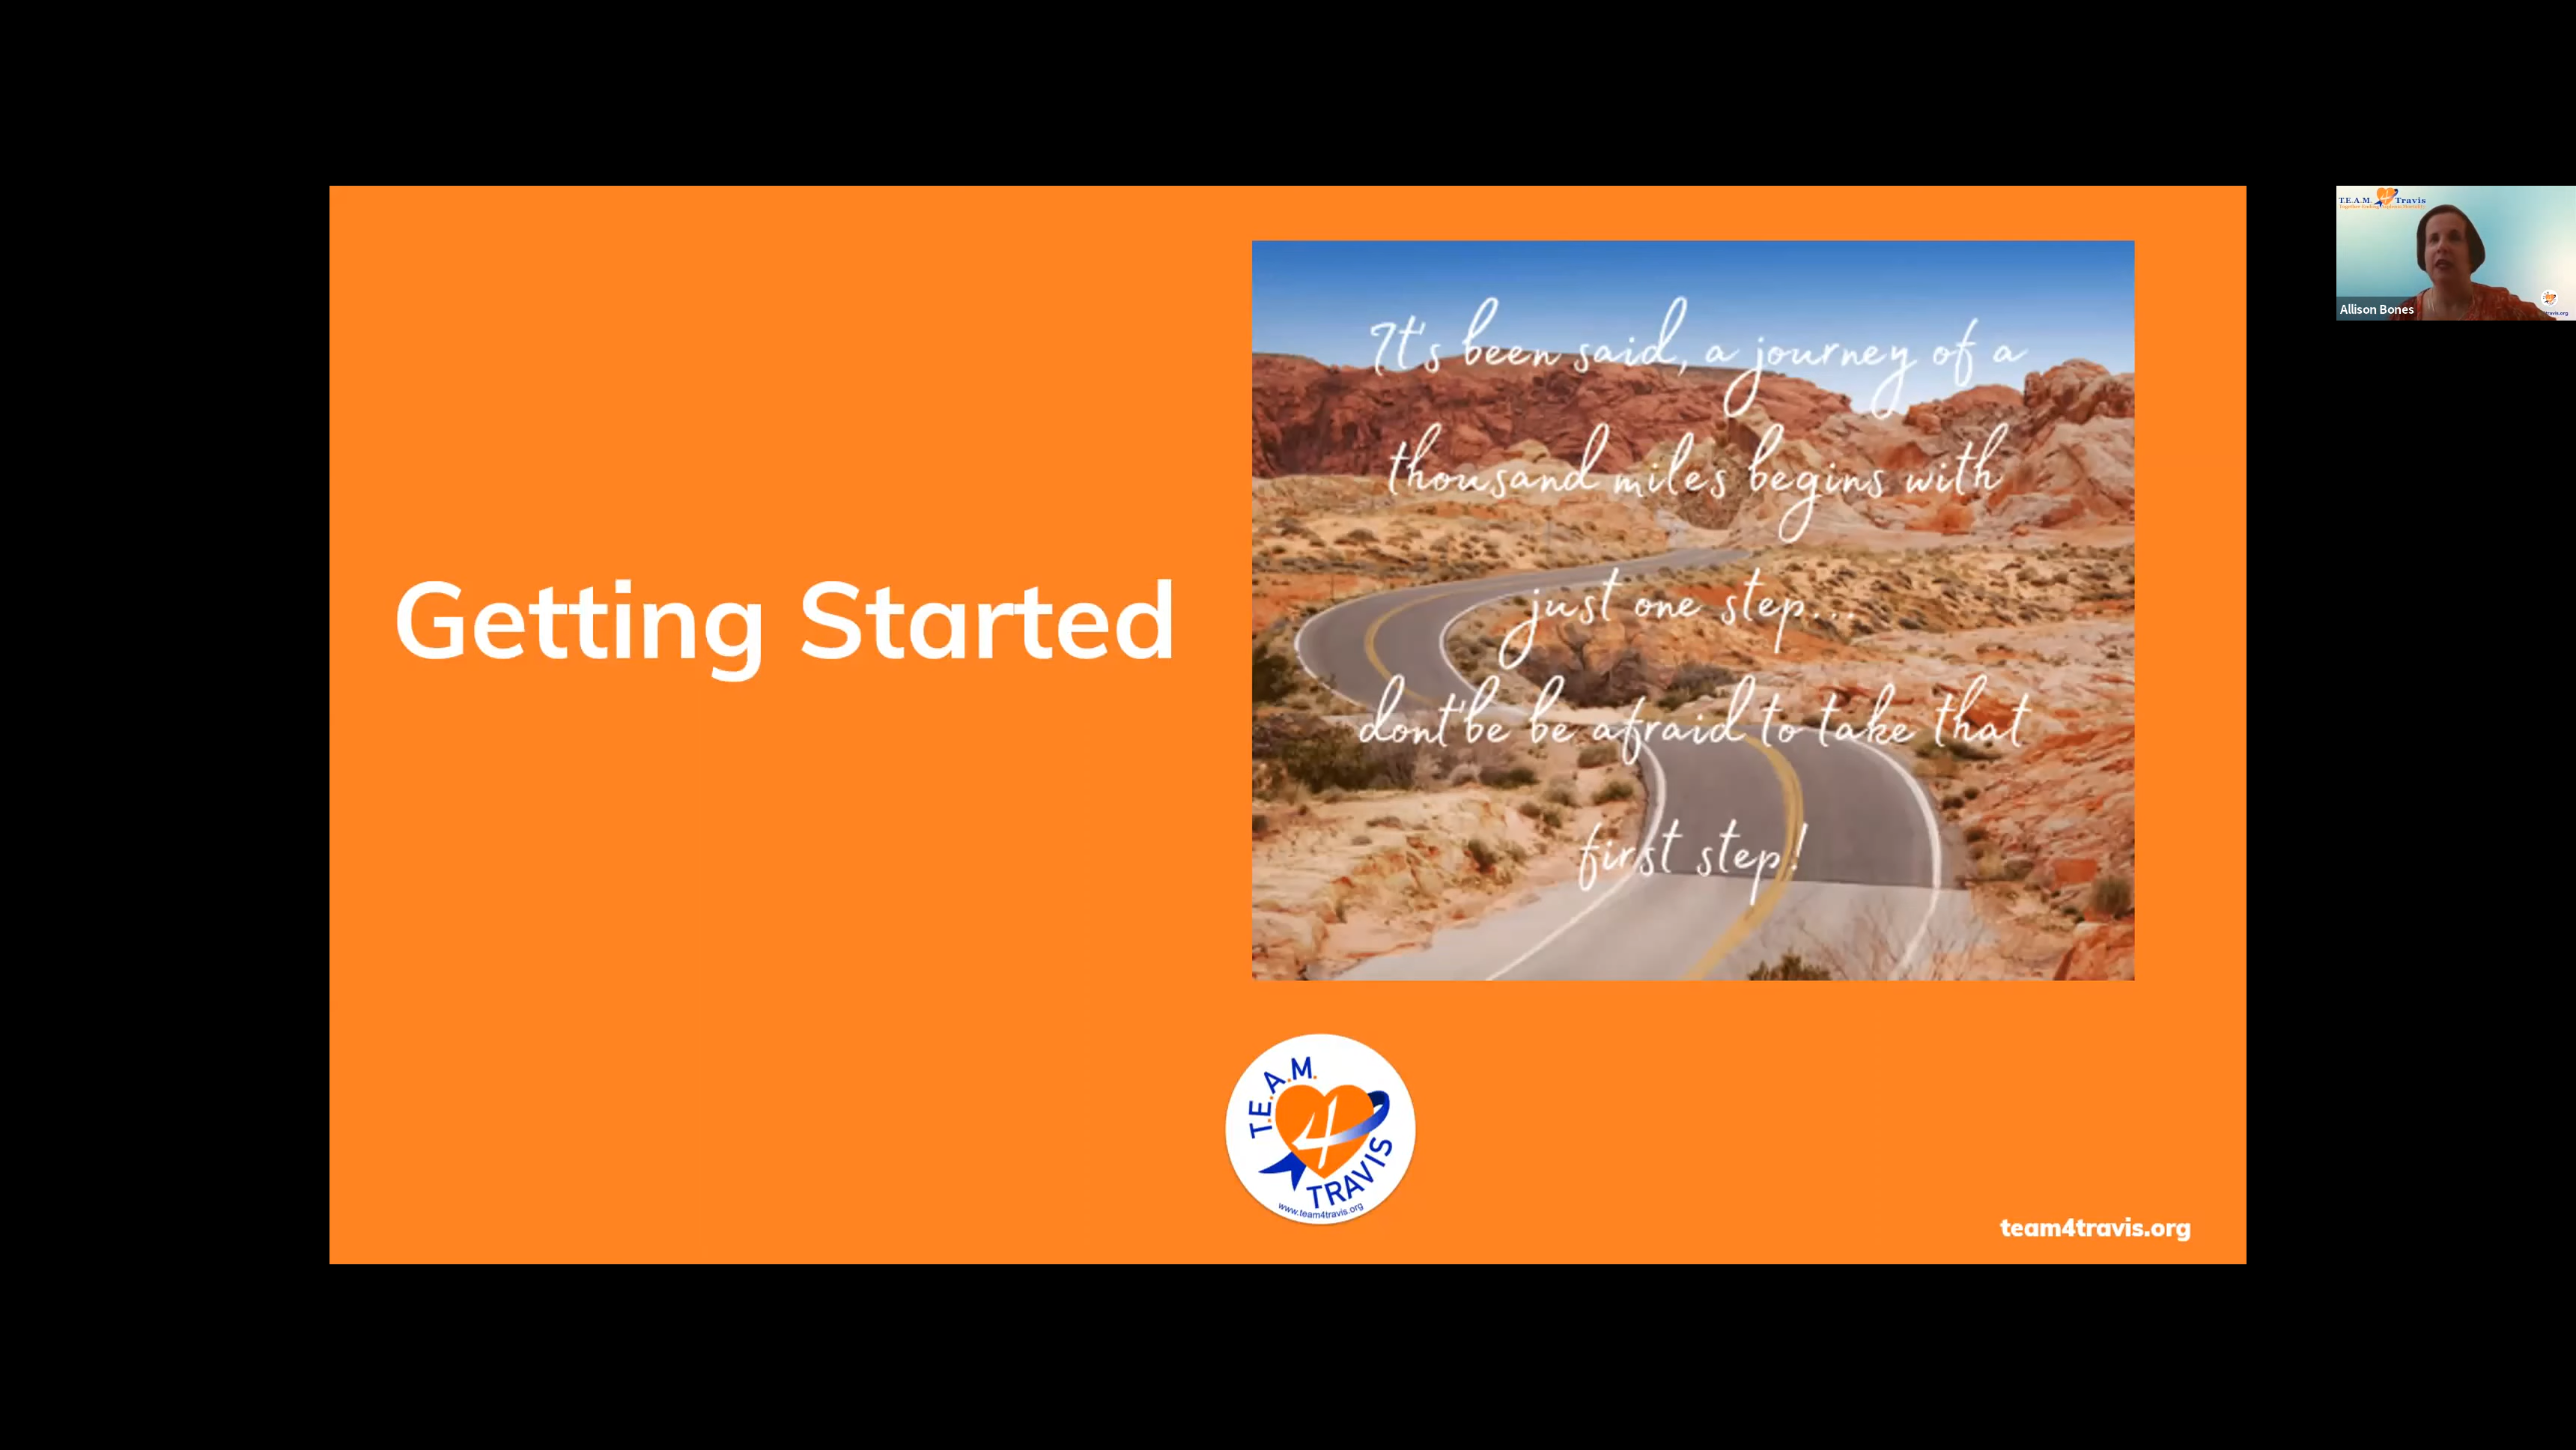 Getting Started
It's been said, a journey of a
thousand miles begins with
just one step...
dont'be be afraid to take that
first step!
T.E.A.M.
4
TRAVIS
www.team4travis.org
team4travis.org
T.E.A.M. Travis
Allison Bones